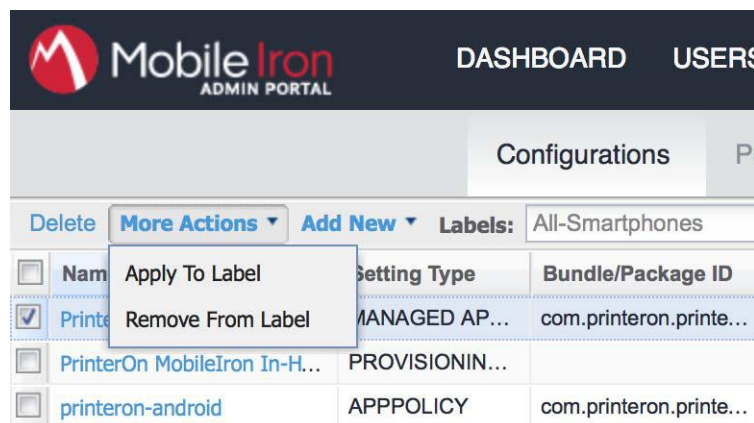 MobileIron
ADMIN PORTAL
DASHBOARD USERS
Configurations P
Delete More Actions Add New Labels: All-Smartphones
Nam Setting Type Bundle/Package ID
Apply To Label
Printe MANAGED AP... com.printeron.printe...
Remove From Label
PrinterOn MobileIron In-H... PROVISIONIN...
printeron-android APPPOLICY com.printeron.printe...